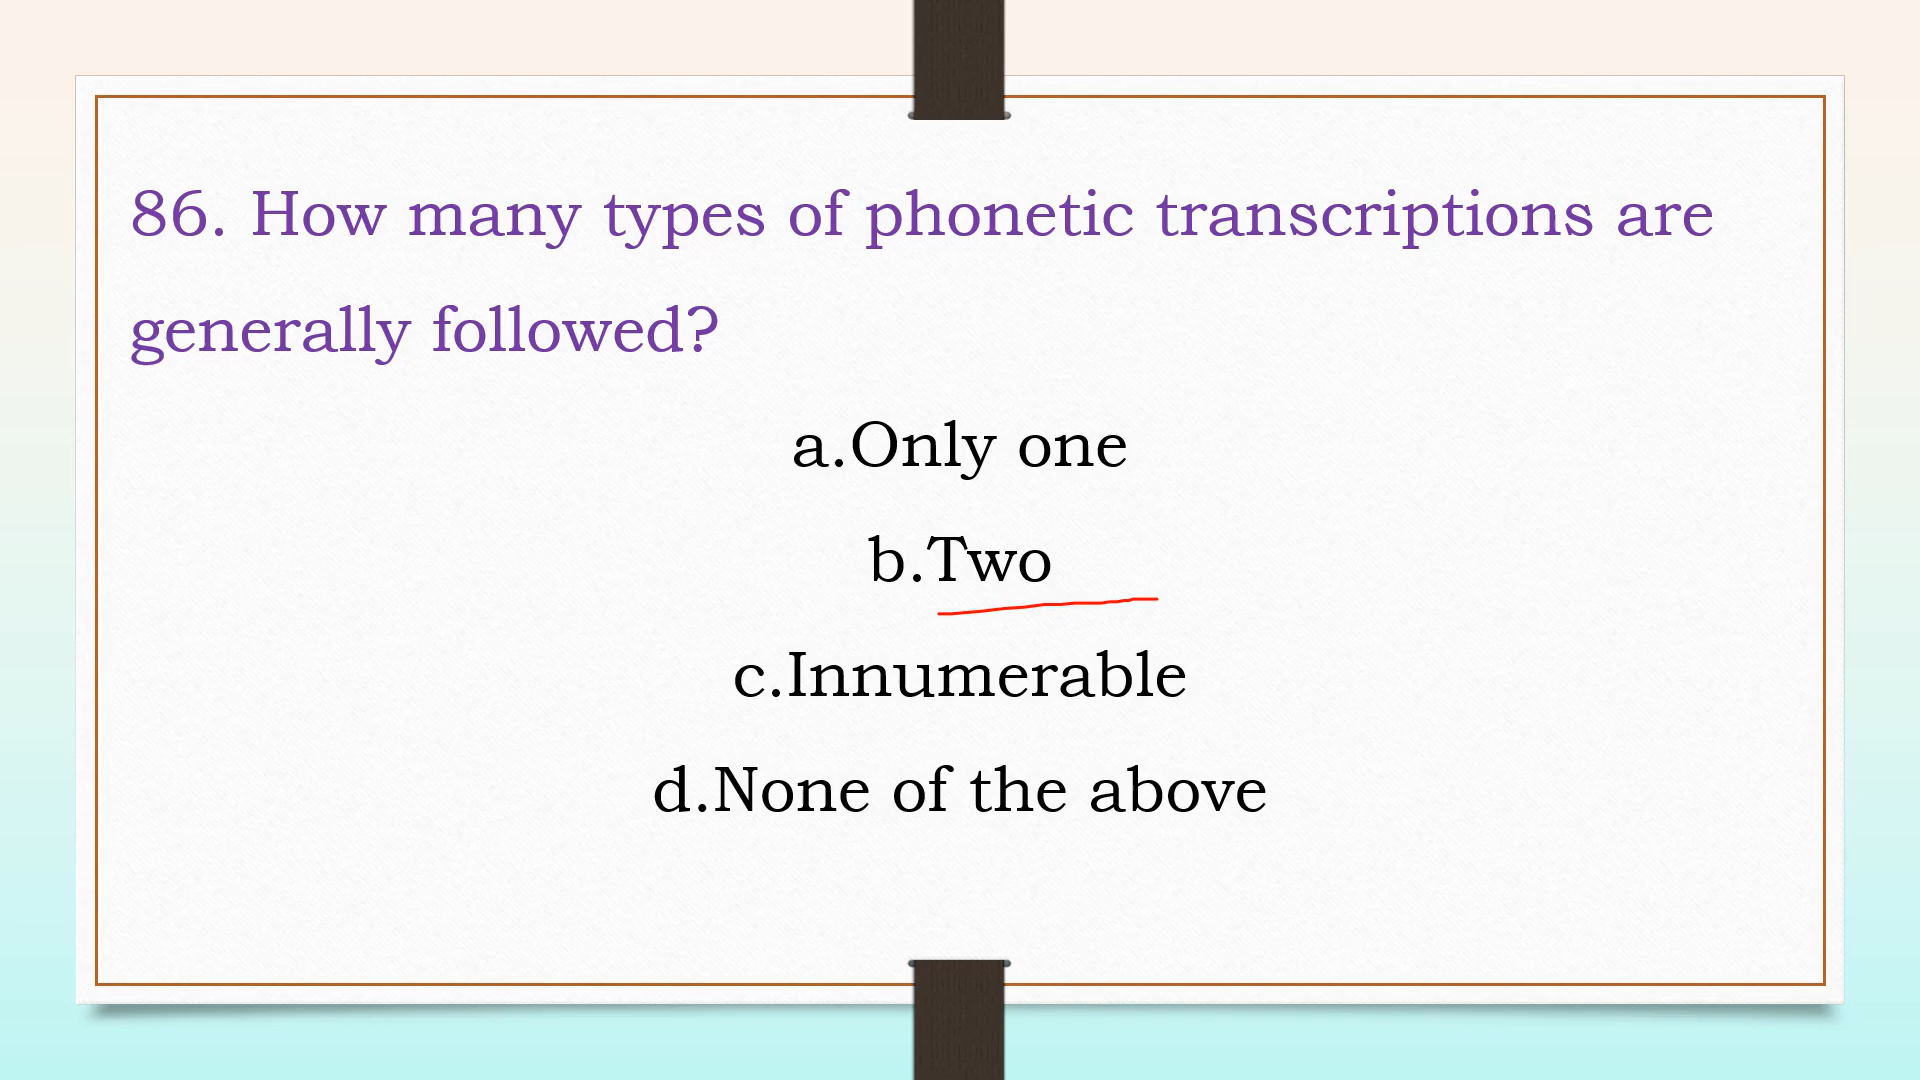 86. How many types of phonetic transcriptions are
generally followed?
a.Only one
b.Two
c.Innumerable
d.None of the above